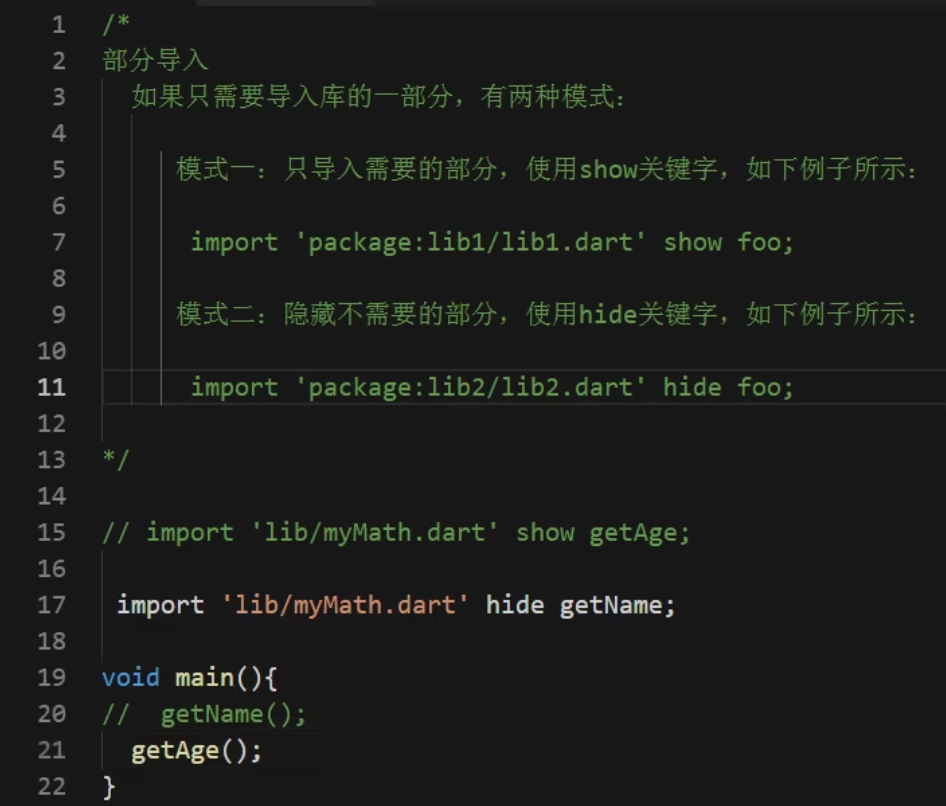 1 /*
2 部分导入
3 如果只需要导入库的一部分，有两种模式：
4
5 模式一：只导入需要的部分，使用show关键字，如下例子所示：
6
7 import 'package:lib1/lib1.dart' show foo;
8
9 模式二：隐藏不需要的部分，使用hide关键字，如下例子所示：
10
11 import 'package:lib2/lib2.dart' hide foo;
12
13 */
14
15 // import 'lib/myMath.dart' show getAge;
16
17 import 'lib/myMath.dart' hide getName;
18
19 void main(){
20 //  getName();
21 getAge();
22 }